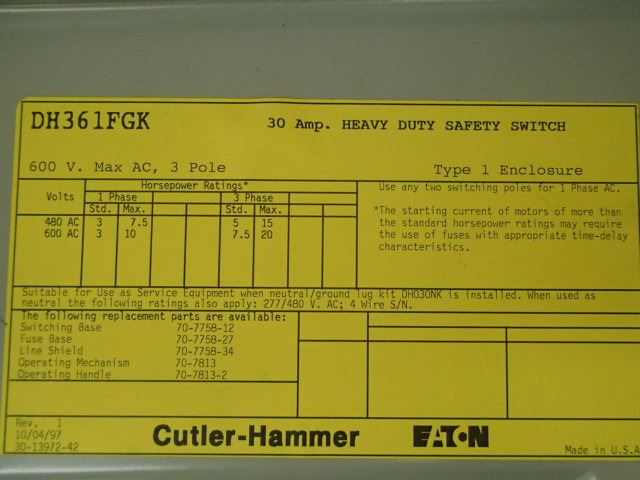 DH361FGK
30 Amp. HEAVY DUTY SAFETY SWITCH
600 V. Max AC, 3 Pole
Type 1 Enclosure
Horsepower Ratings*
Volts 1 Phase 3 Phase
Std. Max. Std. Max.
480 AC 3 7.5 5 15
600 AC 3 10 7.5 20
Use any two switching poles for 1 Phase AC.
*The starting current of motors of more than
the standard horsepower ratings may require
the use of fuses with appropriate time-delay
characteristics.
Suitable for Use as Service Equipment when neutral/ground lug kit DH030NK is installed. When used as
neutral the following ratings also apply: 277/480 V. AC; 4 Wire S/N.
The following replacement parts are available:
Switching Base 70-7758-12
Fuse Base 70-7758-27
Line Shield 70-7758-34
Operating Mechanism 70-7813
Operating Handle 70-7813-2
Rev. 1
10/04/97
30-13972-42
Cutler-Hammer EATON
Made in U.S.A